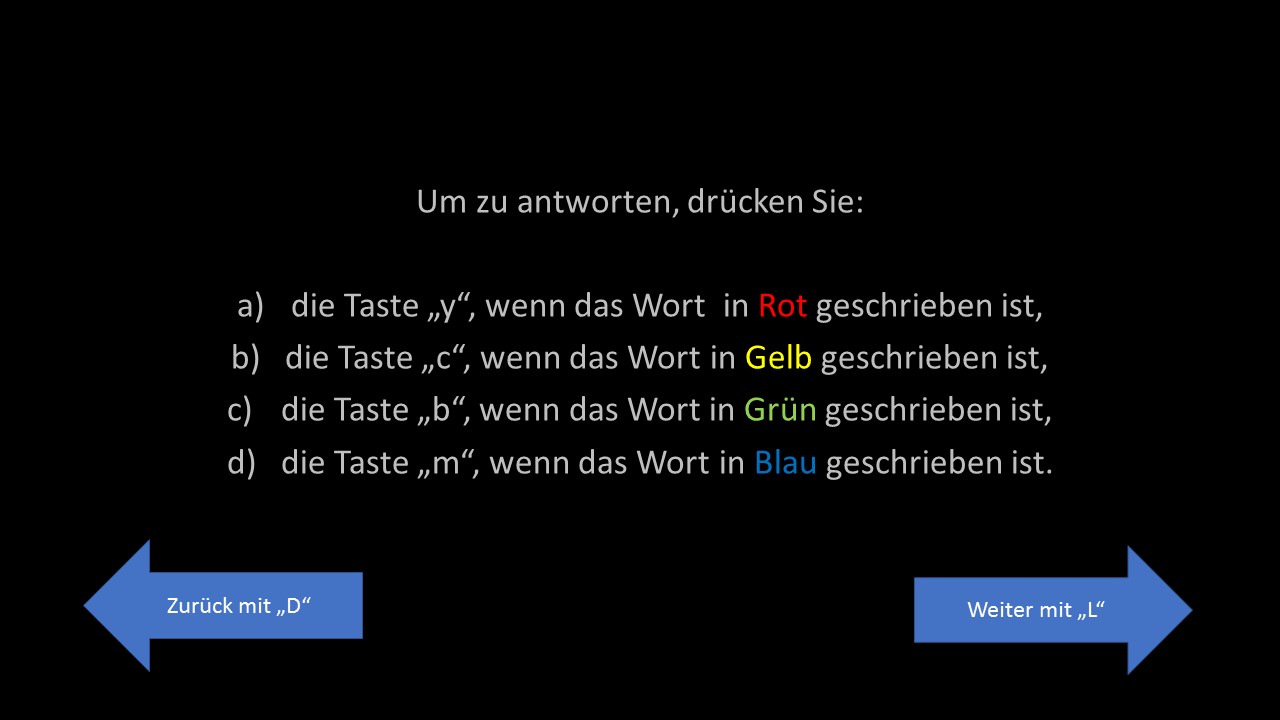 Um zu antworten, drücken Sie:
a) die Taste „y“, wenn das Wort  in Rot geschrieben ist,
b) die Taste „c“, wenn das Wort in Gelb geschrieben ist,
c) die Taste „b“, wenn das Wort in Grün geschrieben ist,
d) die Taste „m“, wenn das Wort in Blau geschrieben ist.
Zurück mit „D“
Weiter mit „L“